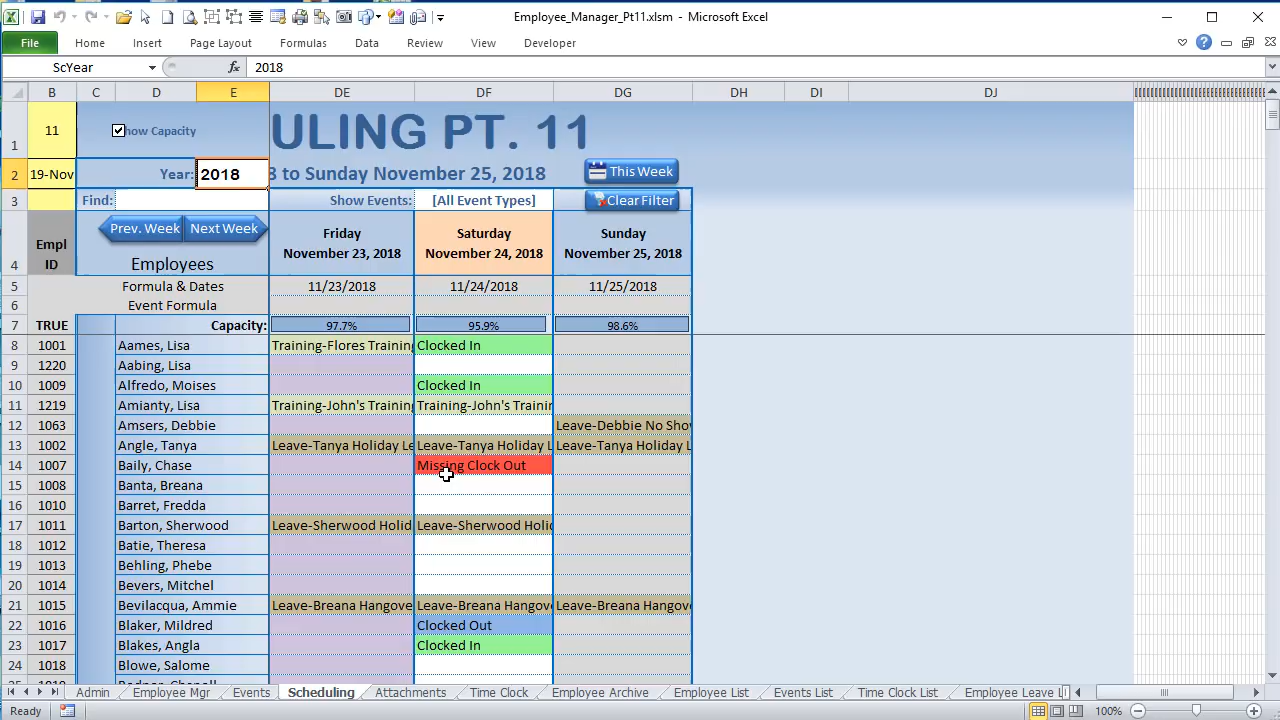 Employee_Manager_Pt11.xlsm - Microsoft Excel
File Home Insert Page Layout Formulas Data Review View Developer
ScYear fx 2018
B C D E DE DF DG DH DI DJ
1 11 how Capacity ULING PT. 11
2 19-Nov Year: 2018 8 to Sunday November 25, 2018 This Week
3 Find: Show Events: [All Event Types] Clear Filter
Prev. Week Next Week Friday Saturday Sunday
Empl November 23, 2018 November 24, 2018 November 25, 2018
4 ID Employees
5 Formula & Dates 11/23/2018 11/24/2018 11/25/2018
6 Event Formula
7 TRUE Capacity: 97.7% 95.9% 98.6%
8 1001 Aames, Lisa Training-Flores Training Clocked In
9 1220 Aabing, Lisa
10 1009 Alfredo, Moises Clocked In
11 1219 Amianty, Lisa Training-John's Training Training-John's Trainin
12 1063 Amsers, Debbie Leave-Debbie No Sho
13 1002 Angle, Tanya Leave-Tanya Holiday Le Leave-Tanya Holiday L Leave-Tanya Holiday L
14 1007 Baily, Chase Missing Clock Out
15 1008 Banta, Breana
16 1010 Barret, Fredda
17 1011 Barton, Sherwood Leave-Sherwood Holid Leave-Sherwood Holid
18 1012 Batie, Theresa
19 1013 Behling, Phebe
20 1014 Bevers, Mitchel
21 1015 Bevilacqua, Ammie Leave-Breana Hangove Leave-Breana Hangove Leave-Breana Hangove
22 1016 Blaker, Mildred Clocked Out
23 1017 Blakes, Angla Clocked In
24 1018 Blowe, Salome
Admin Employee Mgr Events Scheduling Attachments Time Clock Employee Archive Employee List Events List Time Clock List Employee Leave L
Ready 100%